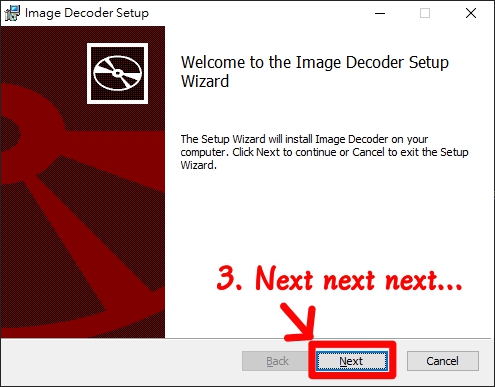 Image Decoder Setup
Welcome to the Image Decoder Setup
Wizard
The Setup Wizard will install Image Decoder on your
computer. Click Next to continue or Cancel to exit the Setup
Wizard.
3. Next next next...
Back Next Cancel